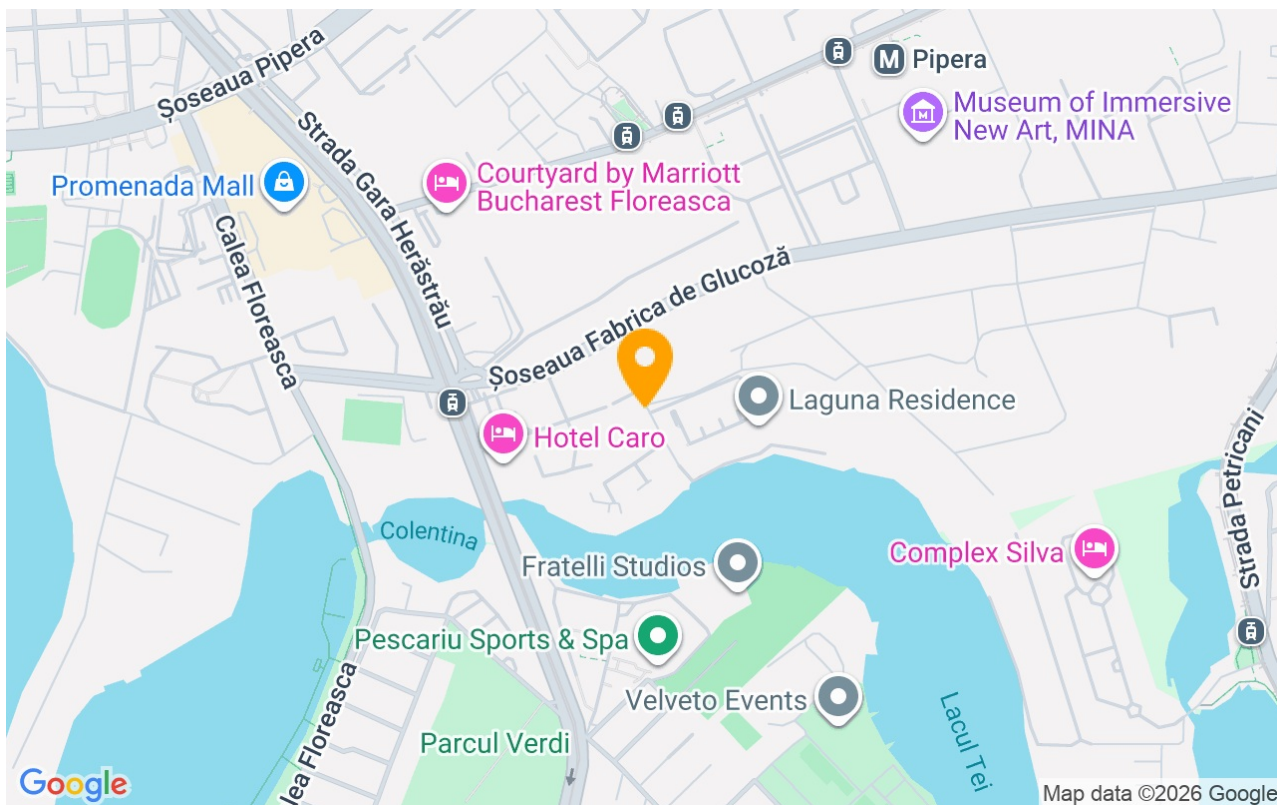 Șoseaua Pipera
M Pipera
Museum of Immersive
New Art, MINA
Strada Gara Herăstrău
Promenada Mall
Courtyard by Marriott
Bucharest Floreasca
Calea Floreasca
Șoseaua Fabrica de Glucoză
Laguna Residence
Hotel Caro
Strada Petricani
Colentina
Complex Silva
Fratelli Studios
Pescariu Sports & Spa
Velveto Events
Lacul Tei
lea Floreasca
Parcul Verdi
Google
Map data ©2026 Google